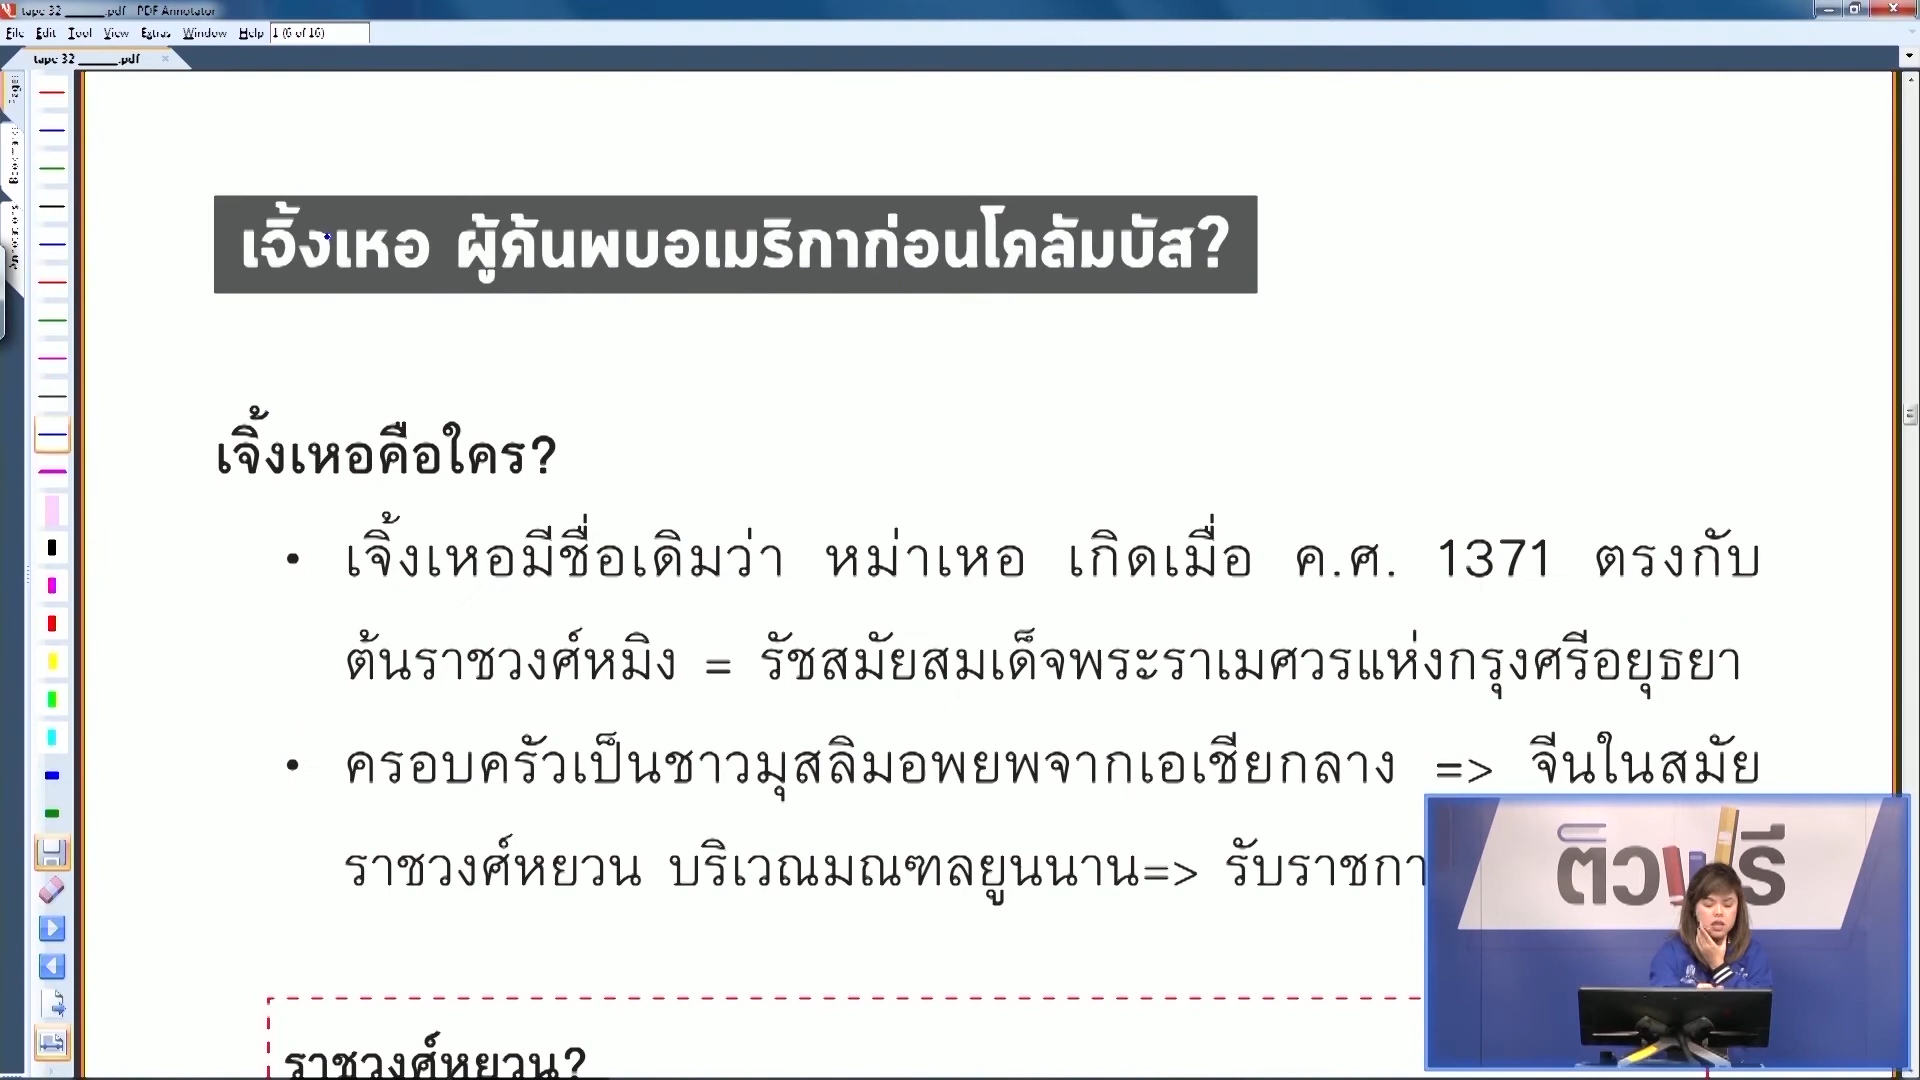 tape 32 ______.pdf - PDF Annotator
File Edit Tool View Extras Window Help 1 (6 of 16)
tape 32 ______.pdf
เจิ้งเหอ ผู้ค้นพบอเมริกาก่อนโคลัมบัส?
เจิ้งเหอคือใคร?
• เจิ้งเหอมีชื่อเดิมว่า หม่าเหอ เกิดเมื่อ ค.ศ. 1371 ตรงกับ
ต้นราชวงศ์หมิง = รัชสมัยสมเด็จพระราเมศวรแห่งกรุงศรีอยุธยา
• ครอบครัวเป็นชาวมุสลิมอพยพจากเอเชียกลาง => จีนในสมัย
ราชวงศ์หยวน บริเวณมณฑลยูนนาน=> รับราชกา
ราชวงศ์หยวน?